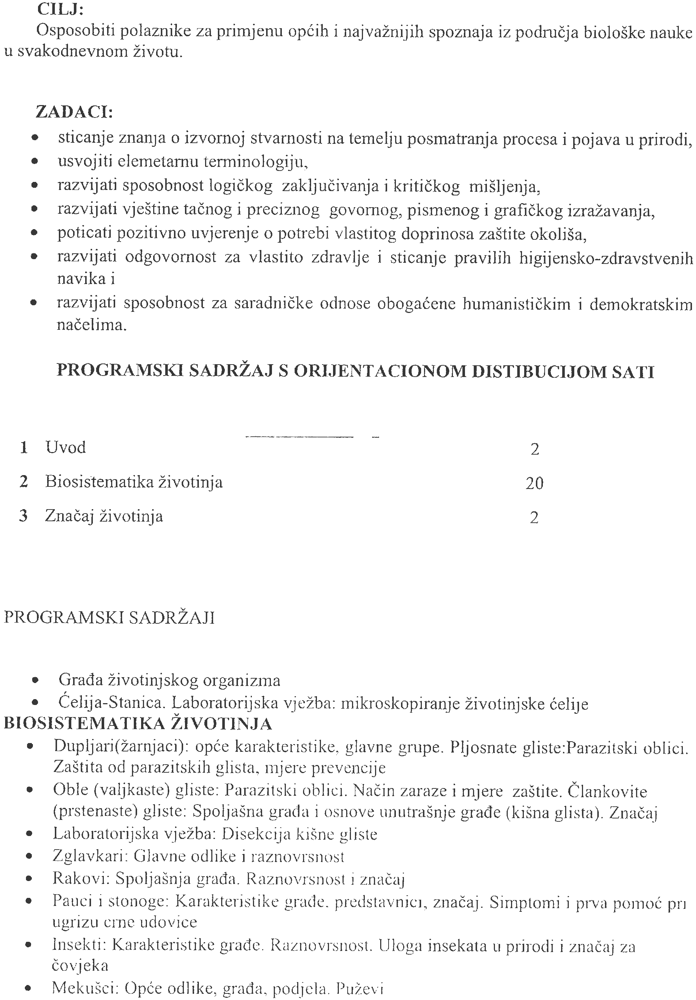 CILJ:
Osposobiti polaznike za primjenu općih i najvažnijih spoznaja iz područja biološke nauke
u svakodnevnom životu.
ZADACI:
• sticanje znanja o izvornoj stvarnosti na temelju posmatranja procesa i pojava u prirodi,
• usvojiti elemetarnu terminologiju,
• razvijati sposobnost logičkog zaključivanja i kritičkog mišljenja,
• razvijati vještine tačnog i preciznog govornog, pismenog i grafičkog izražavanja,
• poticati pozitivno uvjerenje o potrebi vlastitog doprinosa zaštite okoliša,
• razvijati odgovornost za vlastito zdravlje i sticanje pravilih higijensko-zdravstvenih
navika i
• razvijati sposobnost za saradničke odnose obogaćene humanističkim i demokratskim
načelima.
PROGRAMSKI SADRŽAJ S ORIJENTACIONOM DISTIBUCIJOM SATI
1 Uvod 2
2 Biosistematika životinja 20
3 Značaj životinja 2
PROGRAMSKI SADRŽAJI
• Građa životinjskog organizma
• Ćelija-Stanica. Laboratorijska vježba: mikroskopiranje životinjske ćelije
BIOSISTEMATIKA ŽIVOTINJA
• Dupljari(žarnjaci): opće karakteristike, glavne grupe. Pljosnate gliste:Parazitski oblici.
Zaštita od parazitskih glista, mjere prevencije
• Oble (valjkaste) gliste: Parazitski oblici. Način zaraze i mjere zaštite. Člankovite
(prstenaste) gliste: Spoljašna građa i osnove unutrašnje građe (kišna glista). Značaj
• Laboratorijska vježba: Disekcija kišne gliste
• Zglavkari: Glavne odlike i raznovrsnost
• Rakovi: Spoljašnja građa. Raznovrsnost i značaj
• Pauci i stonoge: Karakteristike građe, predstavnici, značaj. Simptomi i prva pomoć pri
ugrizu crne udovice
• Insekti: Karakteristike građe. Raznovrsnost. Uloga insekata u prirodi i značaj za
čovjeka
• Mekušci: Opće odlike, građa, podjela. Puževi